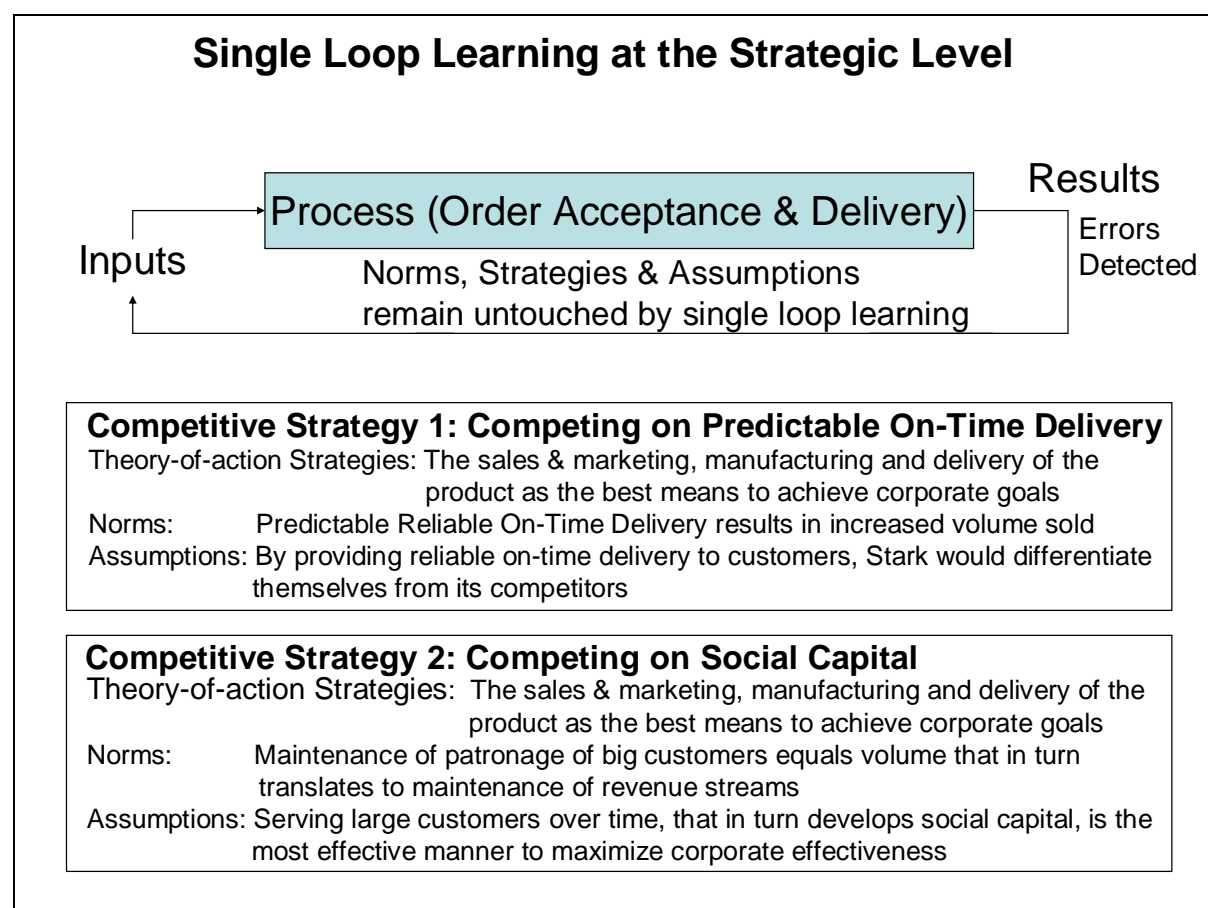 Single Loop Learning at the Strategic Level
Results
Process (Order Acceptance & Delivery)
Errors
Detected
Inputs
Norms, Strategies & Assumptions
remain untouched by single loop learning
Competitive Strategy 1: Competing on Predictable On-Time Delivery
Theory-of-action Strategies: The sales & marketing, manufacturing and delivery of the
product as the best means to achieve corporate goals
Norms: Predictable Reliable On-Time Delivery results in increased volume sold
Assumptions: By providing reliable on-time delivery to customers, Stark would differentiate
themselves from its competitors
Competitive Strategy 2: Competing on Social Capital
Theory-of-action Strategies: The sales & marketing, manufacturing and delivery of the
product as the best means to achieve corporate goals
Norms: Maintenance of patronage of big customers equals volume that in turn
translates to maintenance of revenue streams
Assumptions: Serving large customers over time, that in turn develops social capital, is the
most effective manner to maximize corporate effectiveness